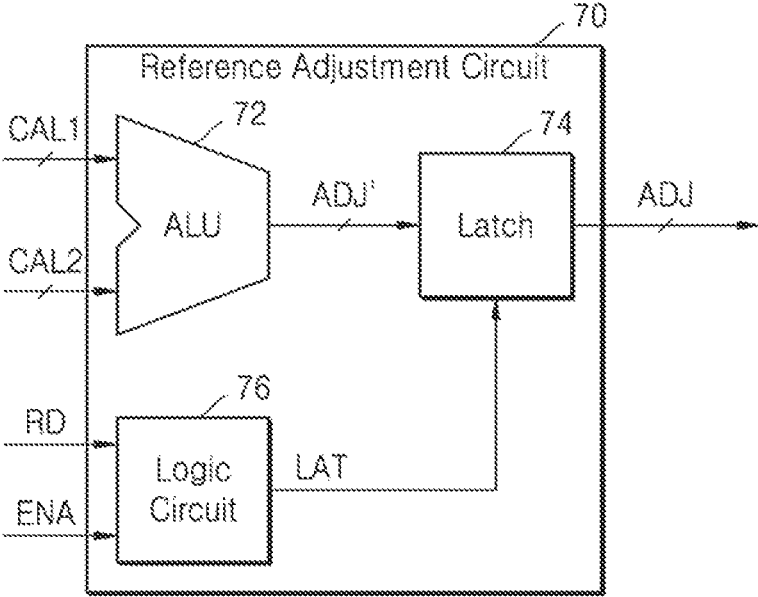 70
Reference Adjustment Circuit
CAL1
72
74
ADJ'
ADJ
ALU
Latch
CAL2
76
RD
LAT
Logic
Circuit
ENA